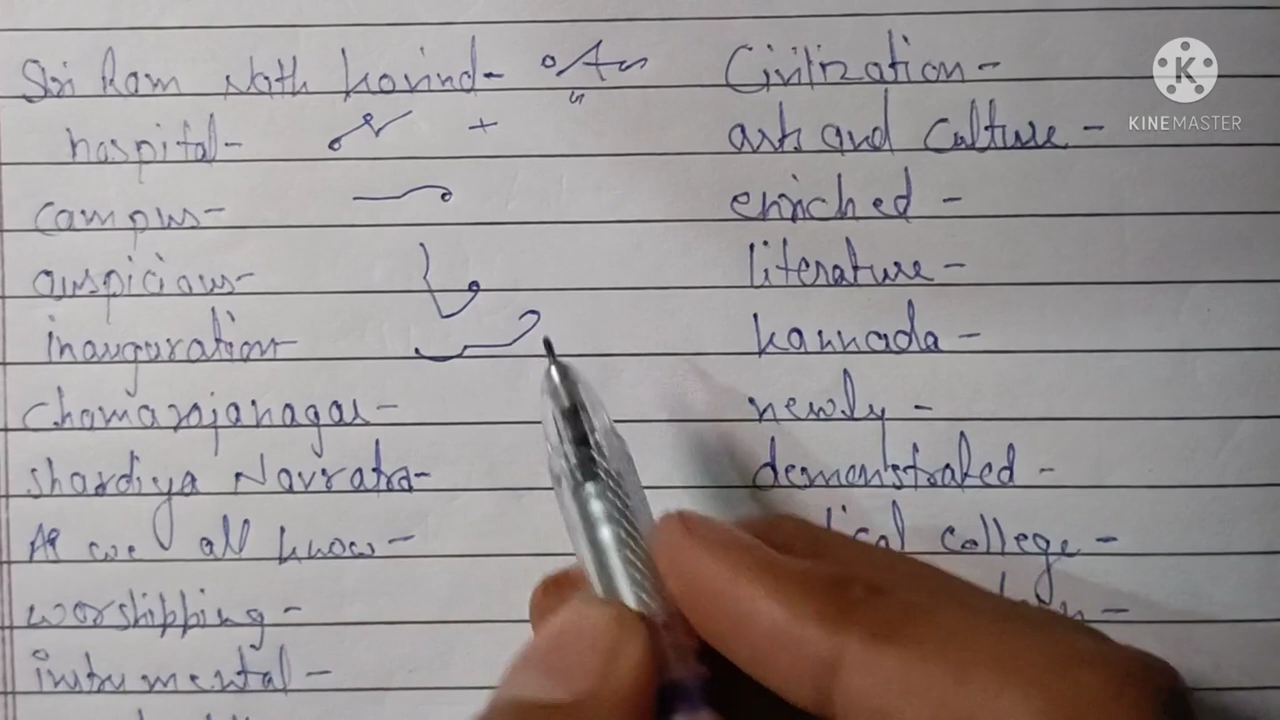 Sri Ram Nath Kovind-
hospital-
campus-
auspicious-
inauguration
Chamarajanagar-
Shardiya Navratra-
As we all know-
worshipping-
instrumental-
Civilization-
arts and Culture-
enriched-
literature-
kannada-
newly-
demonstrated-
college-
K
KINEMASTER